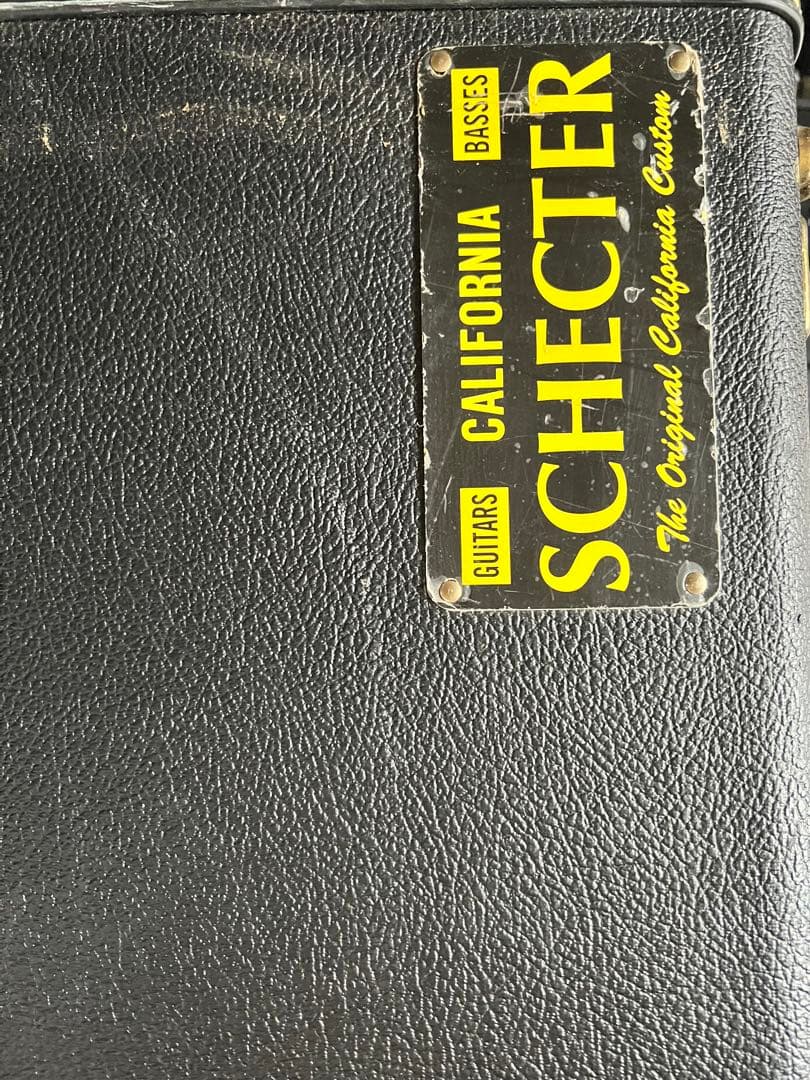 GUiTARS CALIFORNIA BASSES
SCHECTER
The Original California Custom